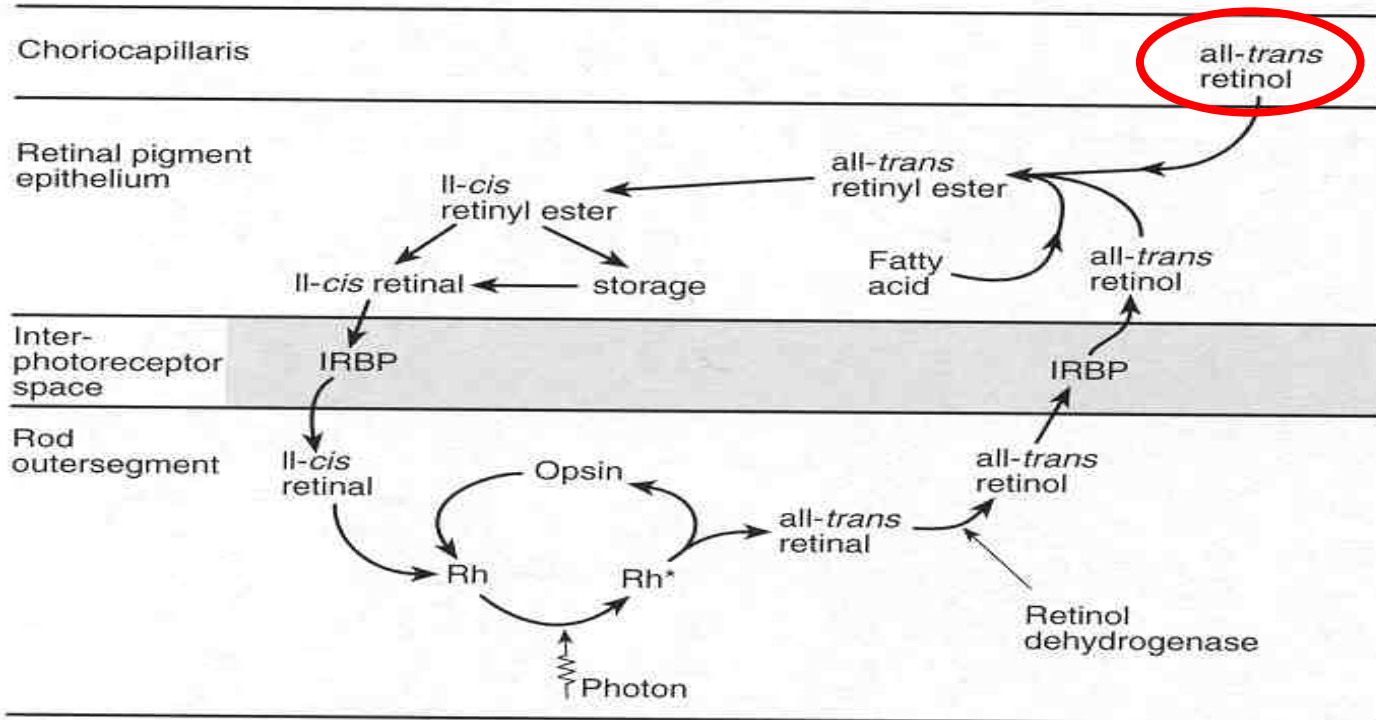 Choriocapillaris
all-trans
retinol
Retinal pigment
epithelium
all-trans
retinyl ester
ll-cis
retinyl ester
Fatty
acid
all-trans
retinol
ll-cis retinal
storage
Inter-
photoreceptor
space
IRBP
IRBP
Rod
outersegment
ll-cis
retinal
Opsin
all-trans
retinol
all-trans
retinal
Rh
Rh*
Retinol
dehydrogenase
Photon